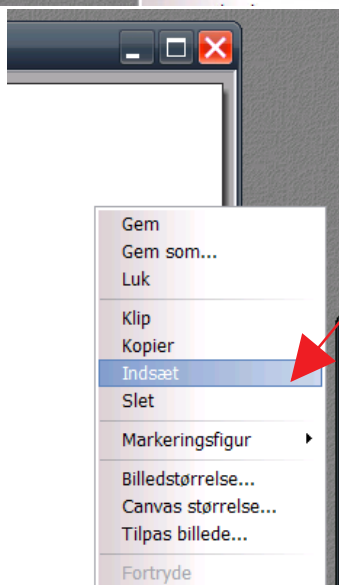 Gem
Gem som...
Luk
Klip
Kopier
Indsæt
Slet
Markeringsfigur
Billedstørrelse...
Canvas størrelse...
Tilpas billede...
Fortryde